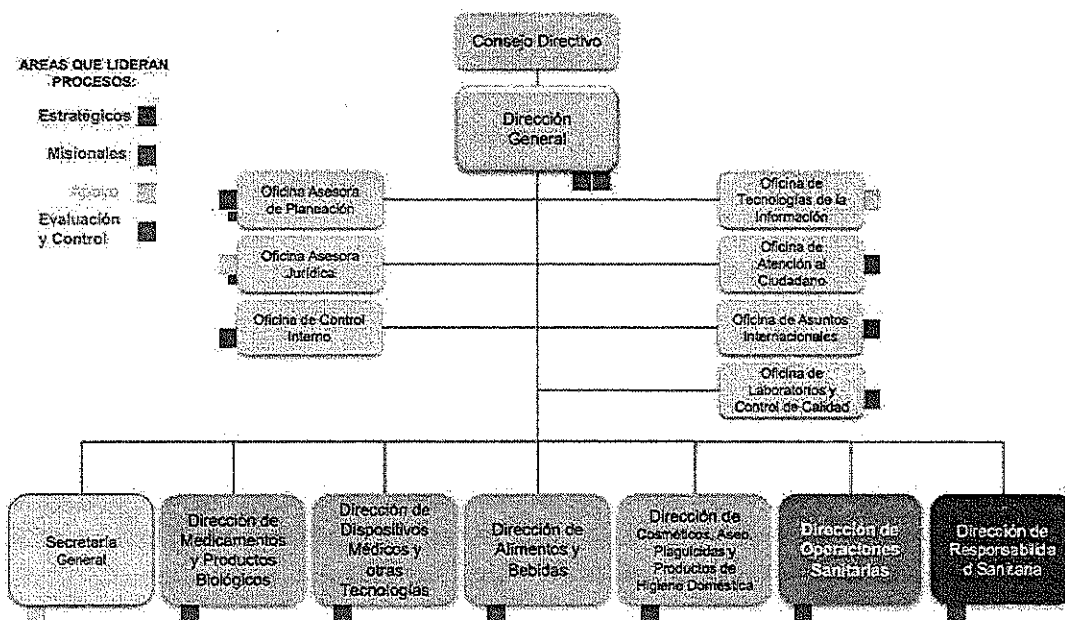 Consejo Directivo
AREAS QUE LIDERAN
PROCESOS:
Estratégicos
Misionales
Apoyo
Evaluación
y Control
Dirección
General
Oficina Asesora
de Planeación
Oficina de
Tecnologías de la
Información
Oficina Asesora
Jurídica
Oficina de
Atención al
Ciudadano
Oficina de Control
Interno
Oficina de Asuntos
Internacionales
Oficina de
Laboratorios y
Control de Calidad
Secretaría
General
Dirección de
Medicamentos
y Productos
Biológicos
Dirección de
Dispositivos
Médicos y
otras
Tecnologías
Dirección de
Alimentos y
Bebidas
Dirección de
Cosméticos, Aseo,
Plaguicidas y
Productos de
Higiene Doméstica
Dirección de
Operaciones
Sanitarias
Dirección de
Responsabilida
d Sanitaria